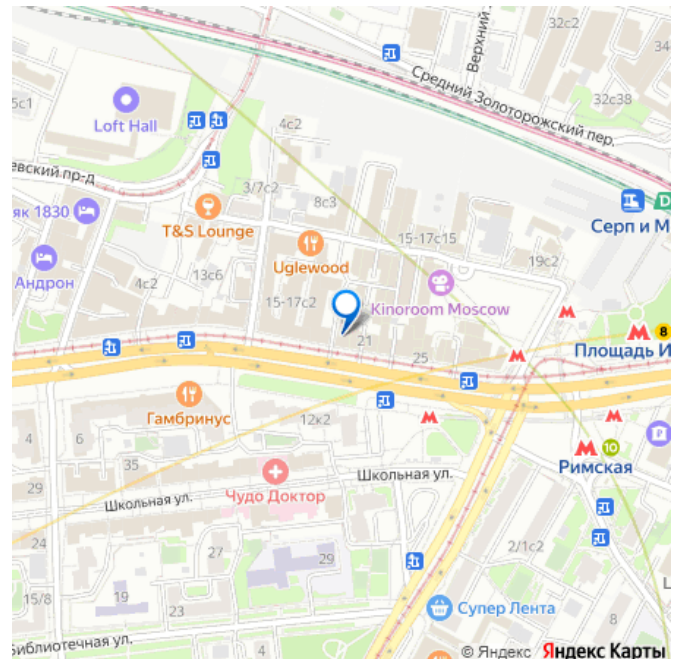 32с2
34
Верхний
Средний Золоторожский пер.
32с38
5с1
Loft Hall
4с2
евский пр-д
3/7с2
8с3
як 1830
T&S Lounge
Серп и М
15-17с15
Uglewood
19с2
Андрон
4с2
13с6
Kinoroom Moscow
15-17с2
8
21
Площадь И
25
Гамбринус
12к2
4
6
10
35
Римская
Школьная ул.
29
Чудо Доктор
Школьная ул.
24
27
2/1с2
29
15/8
19
23
Супер Лента
8
Библиотечная ул.
© Яндекс Яндекс Карты